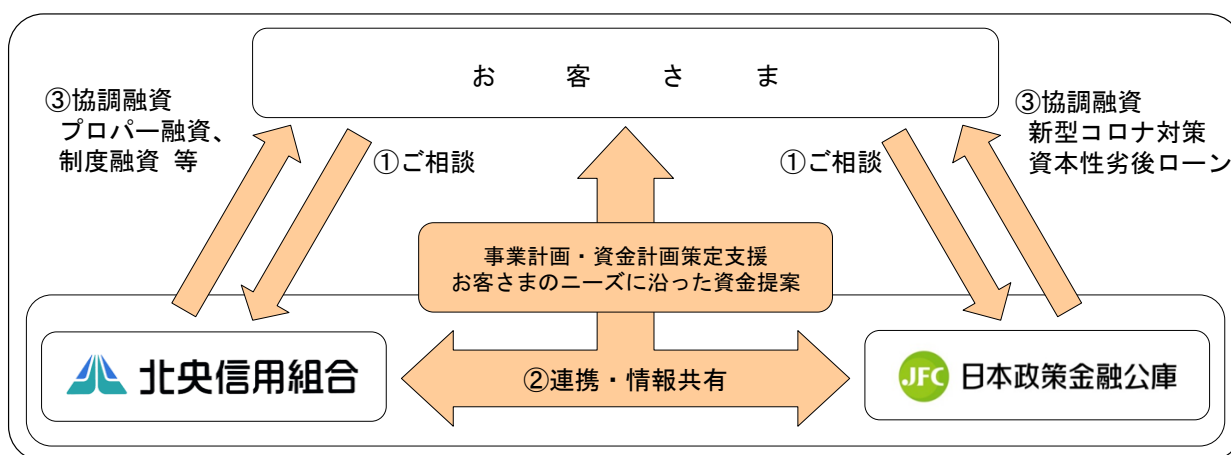 お客さま
③協調融資
プロパー融資、
制度融資 等
①ご相談
①ご相談
③協調融資
新型コロナ対策
資本性劣後ローン
事業計画・資金計画策定支援
お客さまのニーズに沿った資金提案
北央信用組合
②連携・情報共有
JFC 日本政策金融公庫